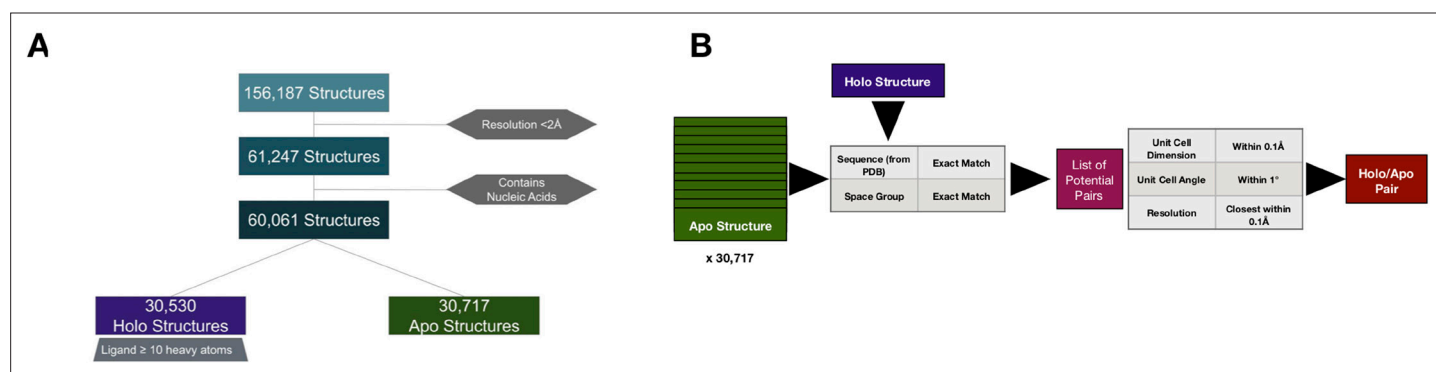 A
156,187 Structures
Resolution <2Å
61,247 Structures
Contains
Nucleic Acids
60,061 Structures
30,530
Holo Structures
Ligand ≥ 10 heavy atoms
30,717
Apo Structures
B
Holo Structure
Apo Structure
x 30,717
Sequence (from
PDB)
Exact Match
Space Group
Exact Match
List of
Potential
Pairs
Unit Cell
Dimension
Within 0.1Å
Unit Cell Angle
Within 1°
Resolution
Closest within
0.1Å
Holo/Apo
Pair